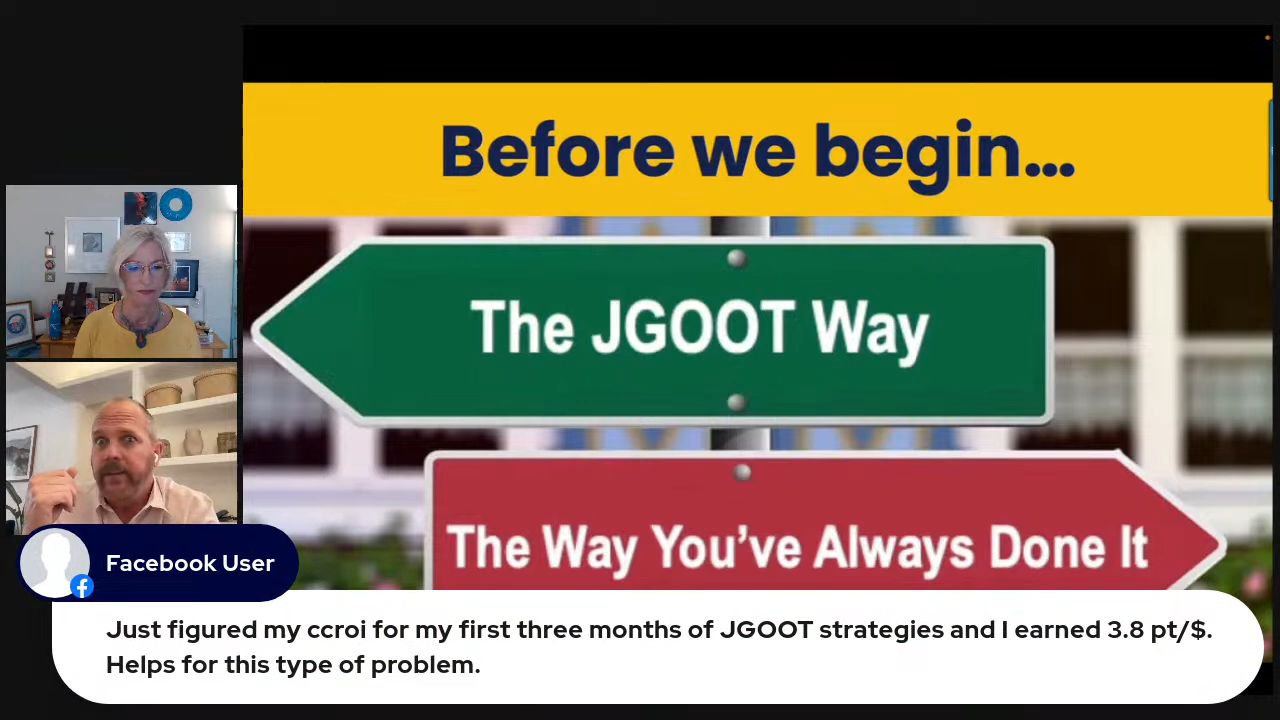 Before we begin...
The JGOOT Way
The Way You've Always Done It
Facebook User
Just figured my ccroi for my first three months of JGOOT strategies and I earned 3.8 pt/$.
Helps for this type of problem.